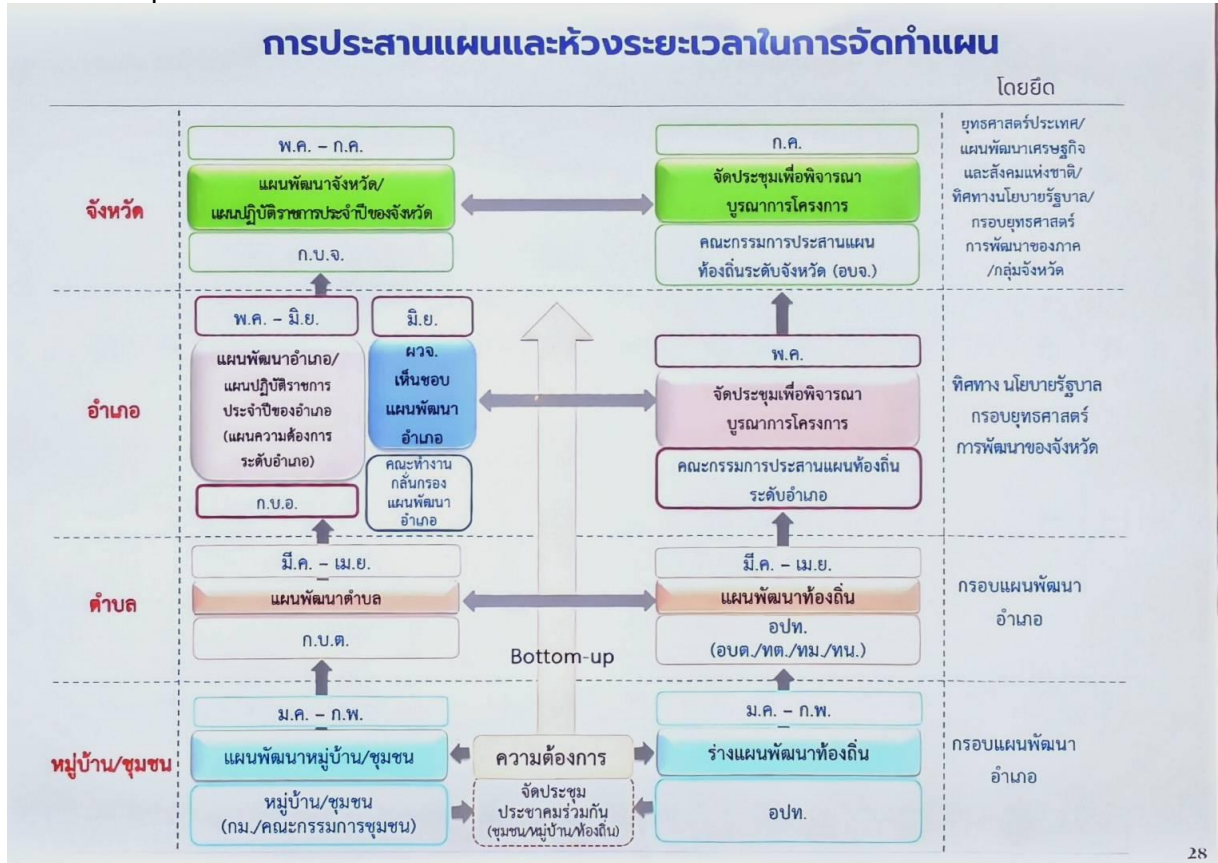 การประสานแผนและห้วงระยะเวลาในการจัดทำแผน
โดยยึด
จังหวัด
พ.ค. – ก.ค.
แผนพัฒนาจังหวัด/
แผนปฏิบัติราชการประจำปีของจังหวัด
ก.บ.จ.
ก.ค.
จัดประชุมเพื่อพิจารณา
บูรณาการโครงการ
คณะกรรมการประสานแผน
ท้องถิ่นระดับจังหวัด (อบจ.)
ยุทธศาสตร์ประเทศ/
แผนพัฒนาเศรษฐกิจ
และสังคมแห่งชาติ/
ทิศทางนโยบายรัฐบาล/
กรอบยุทธศาสตร์
การพัฒนาของภาค
/กลุ่มจังหวัด
อำเภอ
พ.ค. – มิ.ย.
แผนพัฒนาอำเภอ/
แผนปฏิบัติราชการ
ประจำปีของอำเภอ
(แผนความต้องการ
ระดับอำเภอ)
ก.บ.อ.
มิ.ย.
ผวจ.
เห็นชอบ
แผนพัฒนา
อำเภอ
คณะทำงาน
กลั่นกรอง
แผนพัฒนา
อำเภอ
พ.ค.
จัดประชุมเพื่อพิจารณา
บูรณาการโครงการ
คณะกรรมการประสานแผนท้องถิ่น
ระดับอำเภอ
ทิศทาง นโยบายรัฐบาล
กรอบยุทธศาสตร์
การพัฒนาของจังหวัด
ตำบล
มี.ค. – เม.ย.
แผนพัฒนาตำบล
ก.บ.ต.
Bottom-up
มี.ค. – เม.ย.
แผนพัฒนาท้องถิ่น
อปท.
(อบต./ทต./ทม./ทน.)
กรอบแผนพัฒนา
อำเภอ
หมู่บ้าน/ชุมชน
ม.ค. – ก.พ.
แผนพัฒนาหมู่บ้าน/ชุมชน
หมู่บ้าน/ชุมชน
(กม./คณะกรรมการชุมชน)
ความต้องการ
จัดประชุม
ประชาคมร่วมกัน
(ชุมชน/หมู่บ้าน/ท้องถิ่น)
ม.ค. – ก.พ.
ร่างแผนพัฒนาท้องถิ่น
อปท.
กรอบแผนพัฒนา
อำเภอ
28